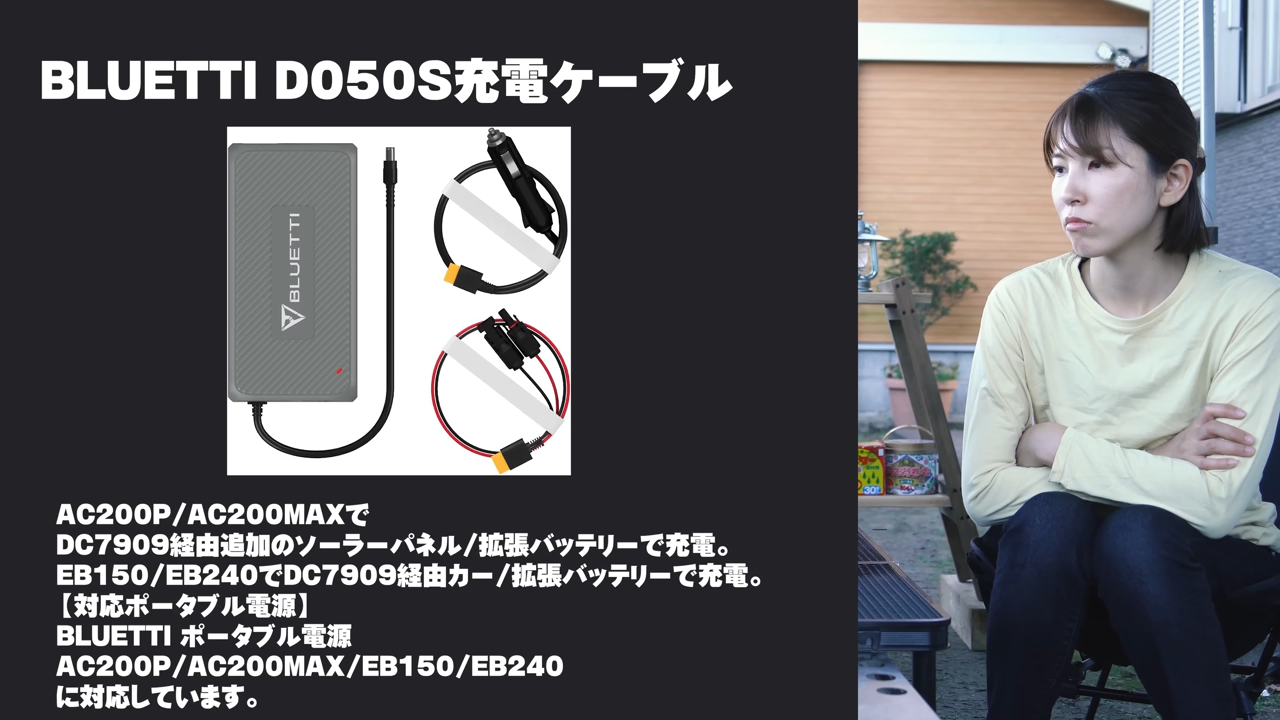 BLUETTI D050S充電ケーブル
BLUETTI
AC200P/AC200MAXで
DC7909経由追加のソーラーパネル/拡張バッテリーで充電。
EB150/EB240でDC7909経由カー/拡張バッテリーで充電。
【対応ポータブル電源】
BLUETTI ポータブル電源
AC200P/AC200MAX/EB150/EB240
に対応しています。
30